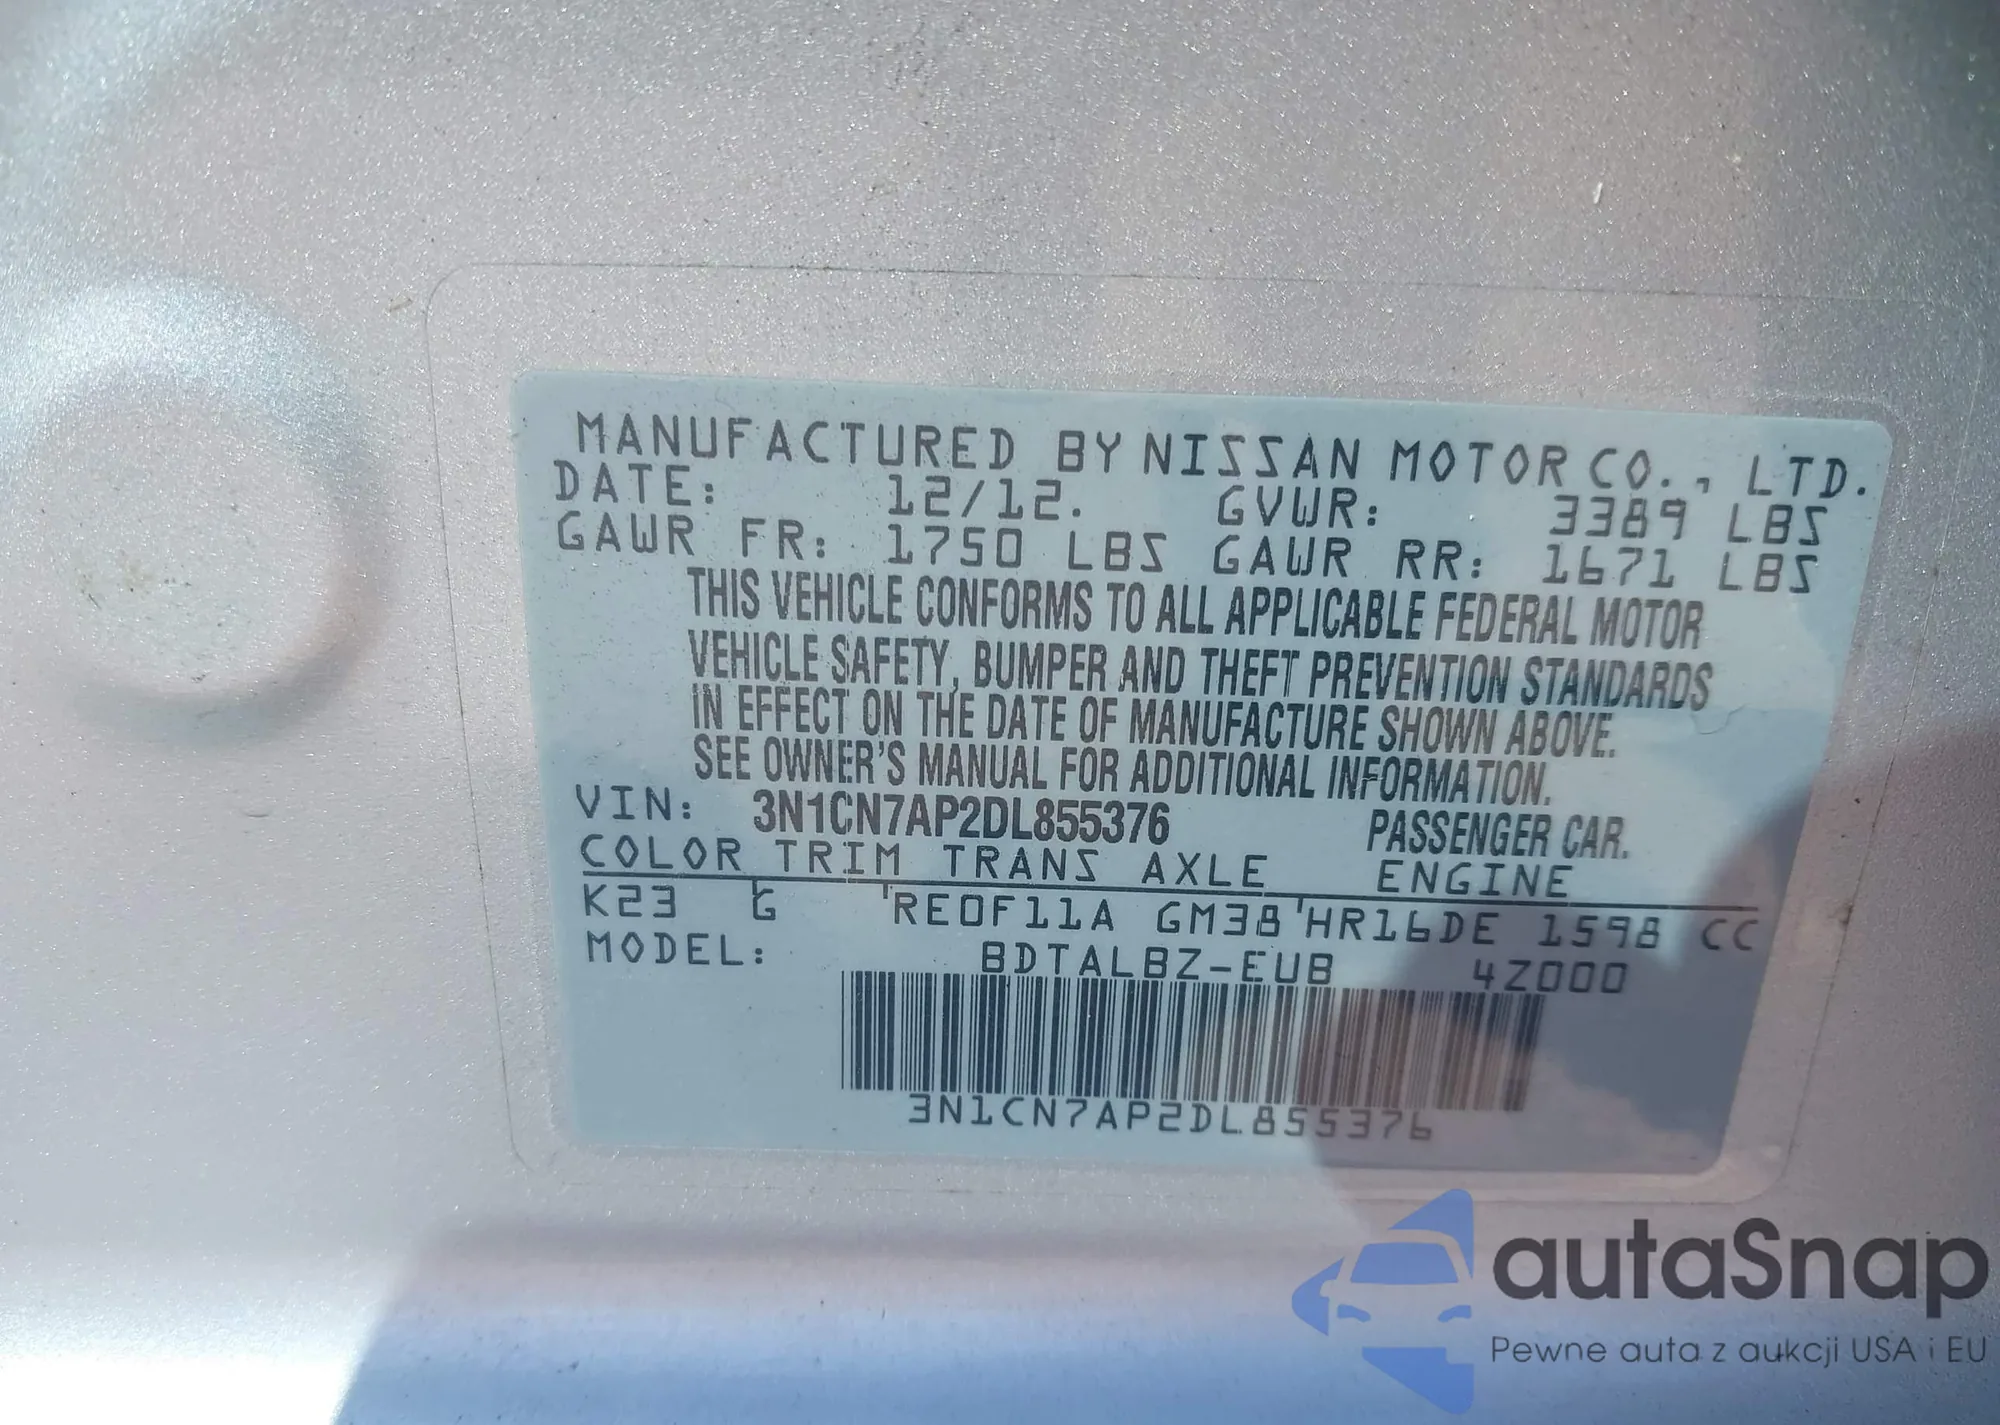 MANUFACTURED BY NISSAN MOTOR CO., LTD.
DATE: 12/12. GVWR: 3389 LBS
GAWR FR: 1750 LBS GAWR RR: 1671 LBS
THIS VEHICLE CONFORMS TO ALL APPLICABLE FEDERAL MOTOR
VEHICLE SAFETY, BUMPER AND THEFT PREVENTION STANDARDS
IN EFFECT ON THE DATE OF MANUFACTURE SHOWN ABOVE.
SEE OWNER'S MANUAL FOR ADDITIONAL INFORMATION.
VIN: 3N1CN7AP2DL855376 PASSENGER CAR.
COLOR TRIM TRANS AXLE ENGINE
K23 G RE0F11A GM38 HR16DE 1598 CC
MODEL: BDTALBZ-EUB 4Z000
3N1CN7AP2DL855376
autaSnap
Pewne auta z aukcji USA i EU